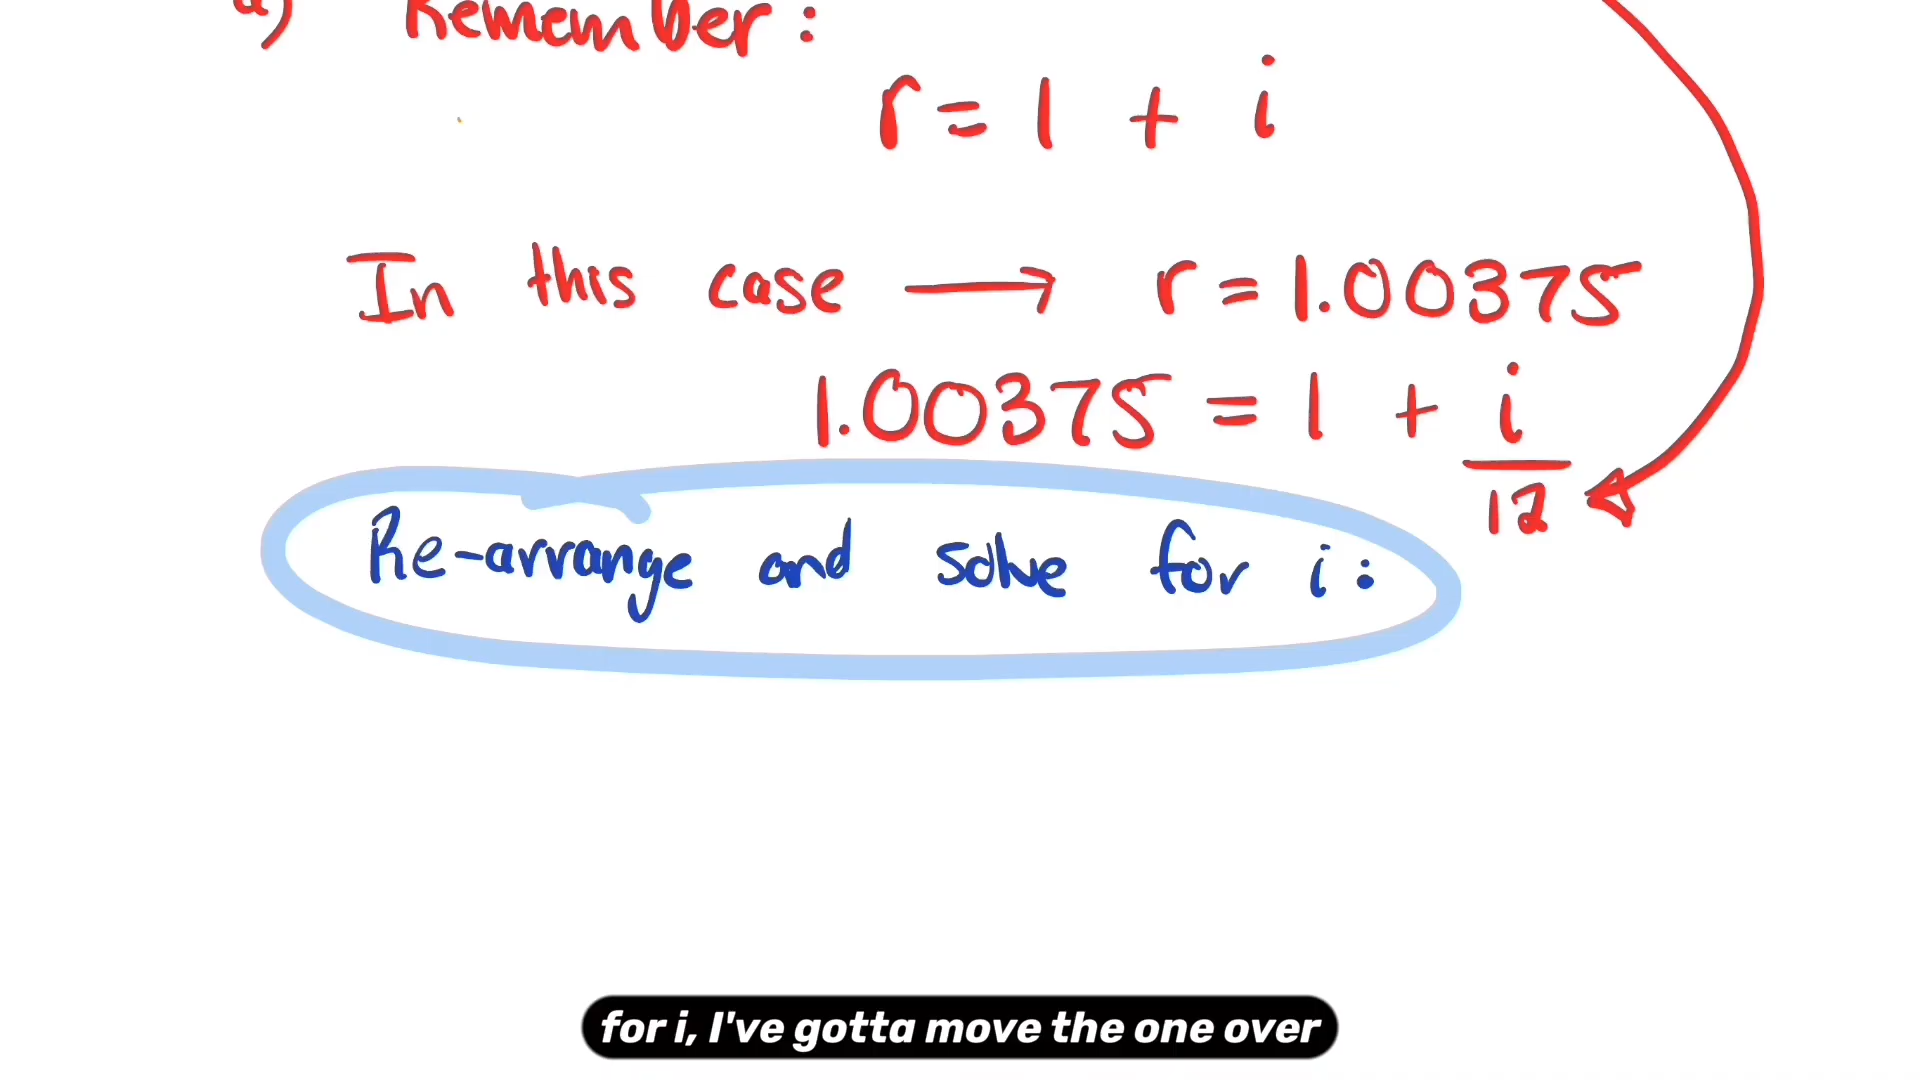 a) Remember:
r = 1 + i
In this case → r = 1.00375
1.00375 = 1 + i
12
Re-arrange and solve for i:
for i, I've gotta move the one over